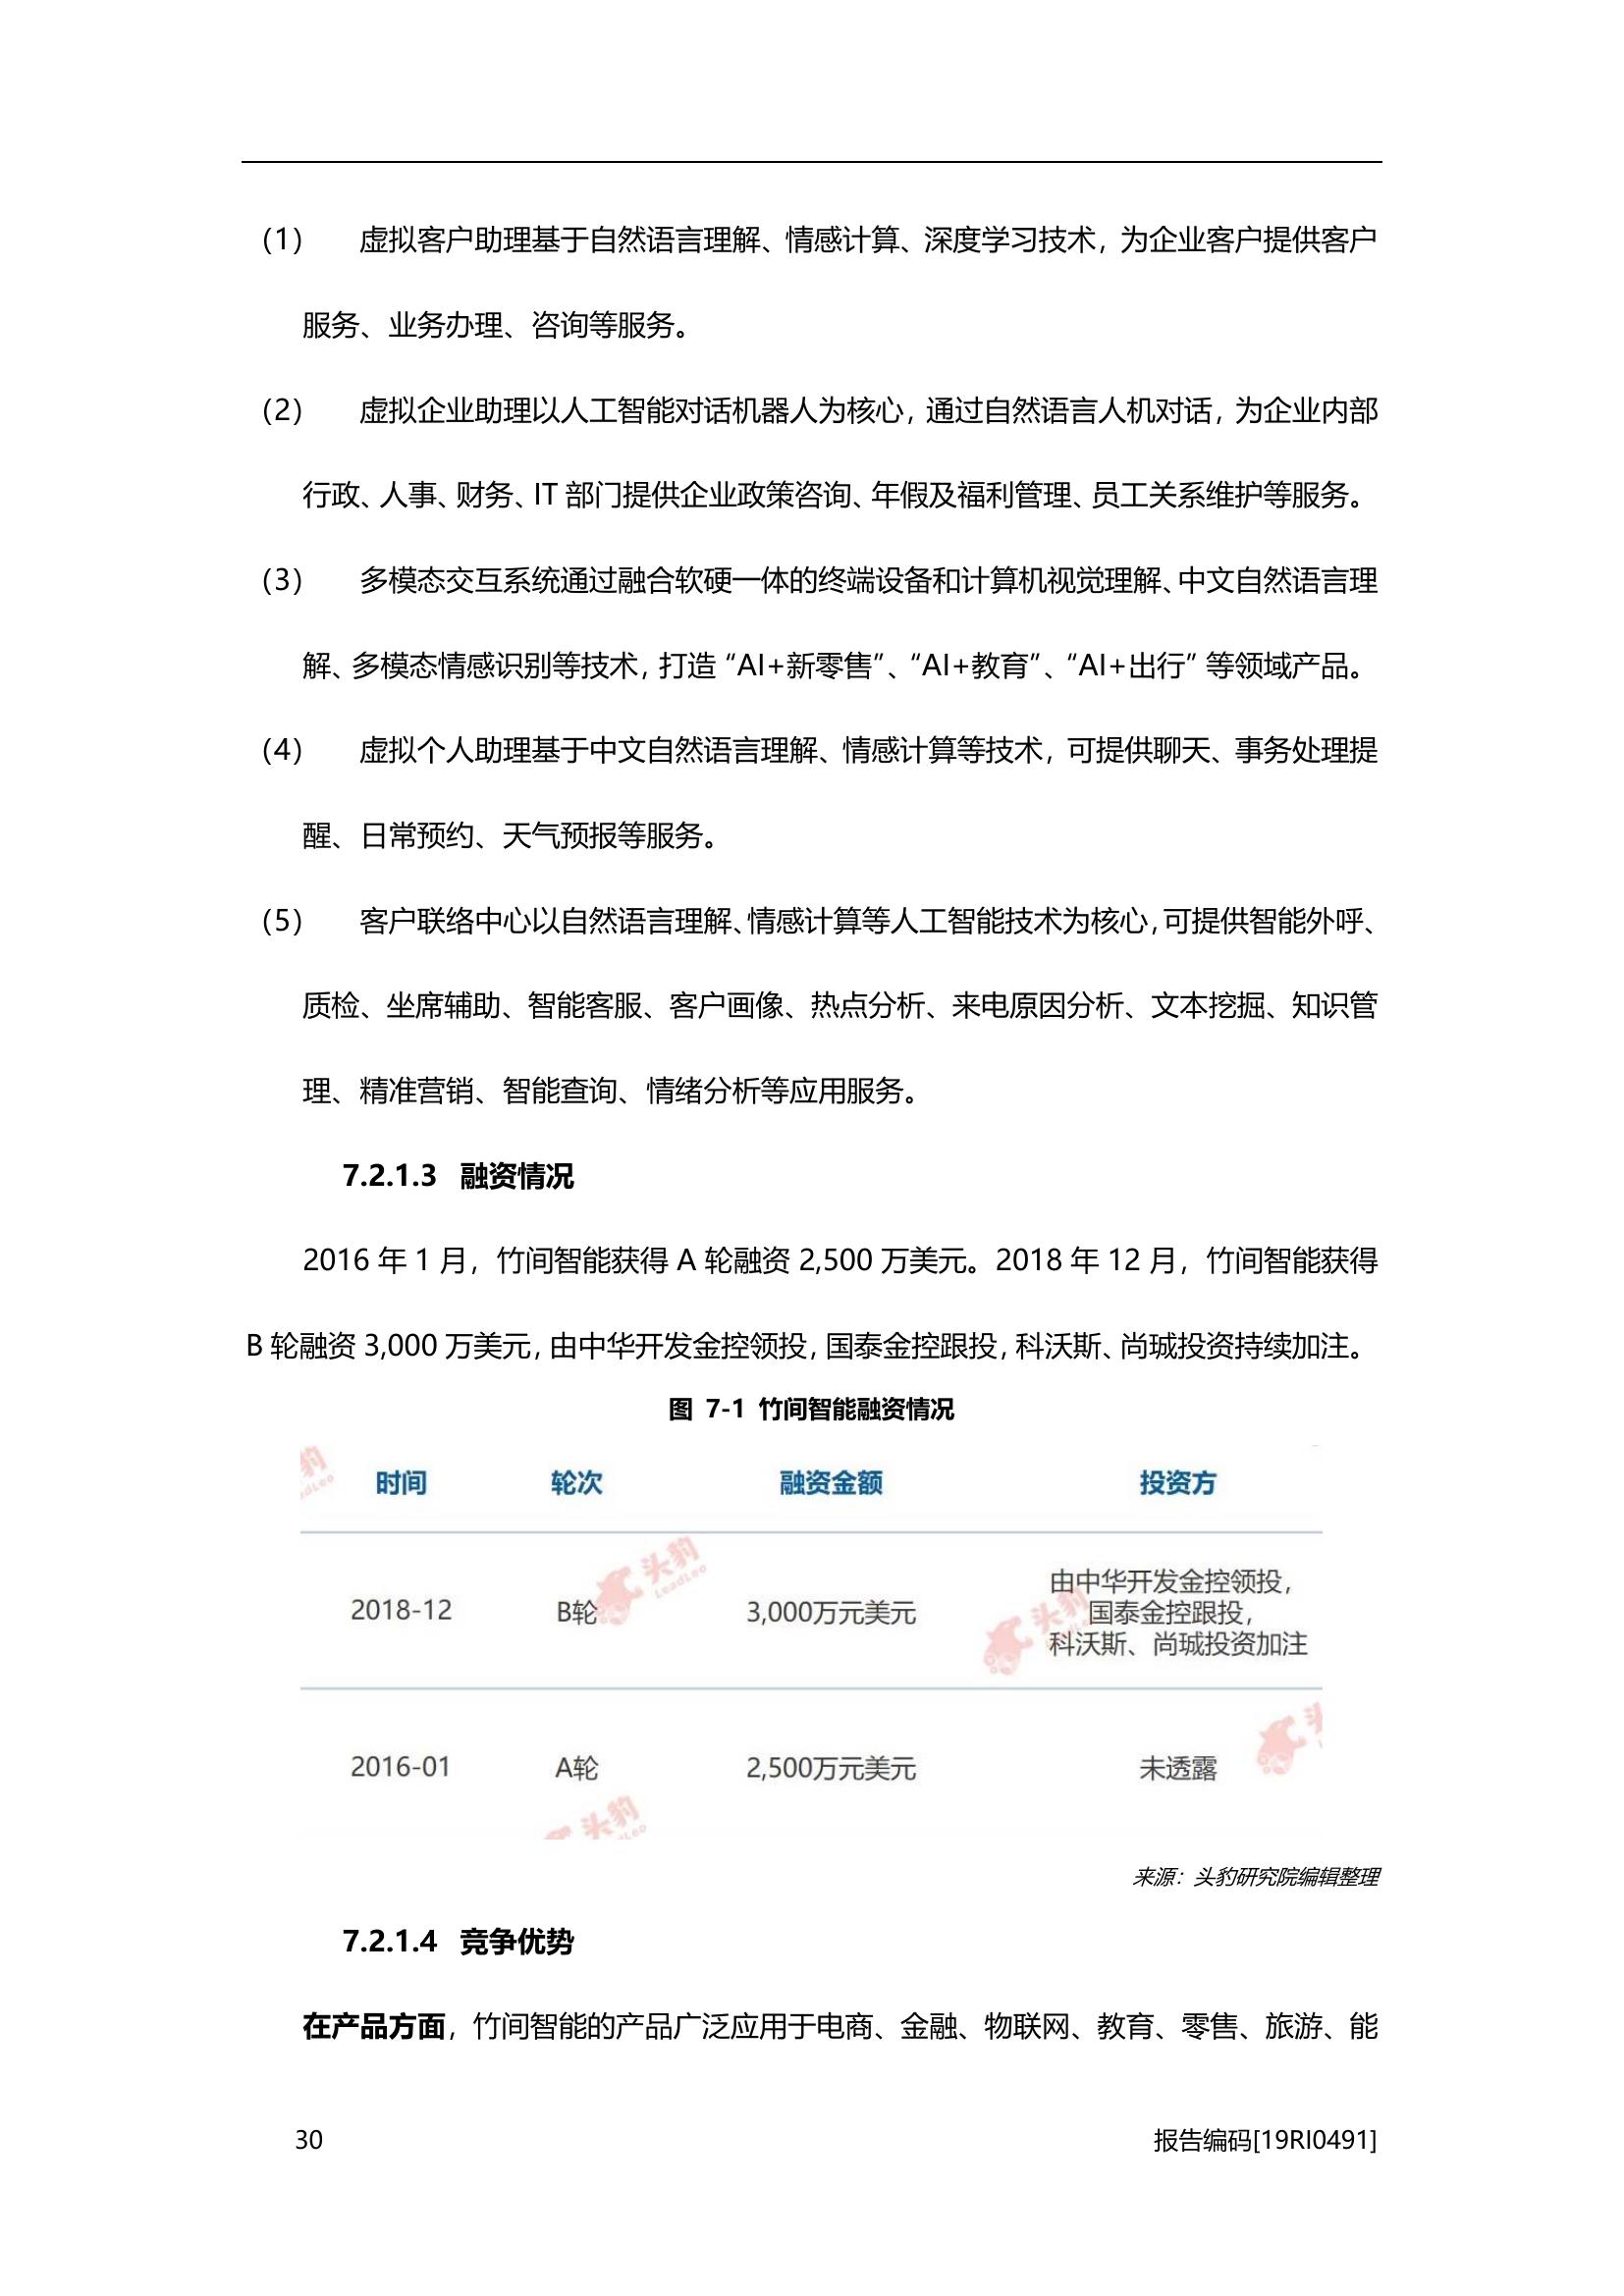 （1） 虚拟客户助理基于自然语言理解、情感计算、深度学习技术，为企业客户提供客户
服务、业务办理、咨询等服务。
（2） 虚拟企业助理以人工智能对话机器人为核心，通过自然语言人机对话，为企业内部
行政、人事、财务、IT 部门提供企业政策咨询、年假及福利管理、员工关系维护等服务。
（3） 多模态交互系统通过融合软硬一体的终端设备和计算机视觉理解、中文自然语言理
解、多模态情感识别等技术，打造“AI+新零售”、“AI+教育”、“AI+出行”等领域产品。
（4） 虚拟个人助理基于中文自然语言理解、情感计算等技术，可提供聊天、事务处理提
醒、日常预约、天气预报等服务。
（5） 客户联络中心以自然语言理解、情感计算等人工智能技术为核心，可提供智能外呼、
质检、坐席辅助、智能客服、客户画像、热点分析、来电原因分析、文本挖掘、知识管
理、精准营销、智能查询、情绪分析等应用服务。
7.2.1.3 融资情况
2016 年 1 月，竹间智能获得 A 轮融资 2,500 万美元。2018 年 12 月，竹间智能获得
B 轮融资 3,000 万美元，由中华开发金控领投，国泰金控跟投，科沃斯、尚珹投资持续加注。
图 7-1 竹间智能融资情况
时间 轮次 融资金额 投资方
2018-12 B轮 3,000万元美元 由中华开发金控领投，
国泰金控跟投，
科沃斯、尚珹投资加注
2016-01 A轮 2,500万元美元 未透露
头豹
LeadLeo
来源：头豹研究院编辑整理
7.2.1.4 竞争优势
在产品方面，竹间智能的产品广泛应用于电商、金融、物联网、教育、零售、旅游、能
30 报告编码[19RI0491]